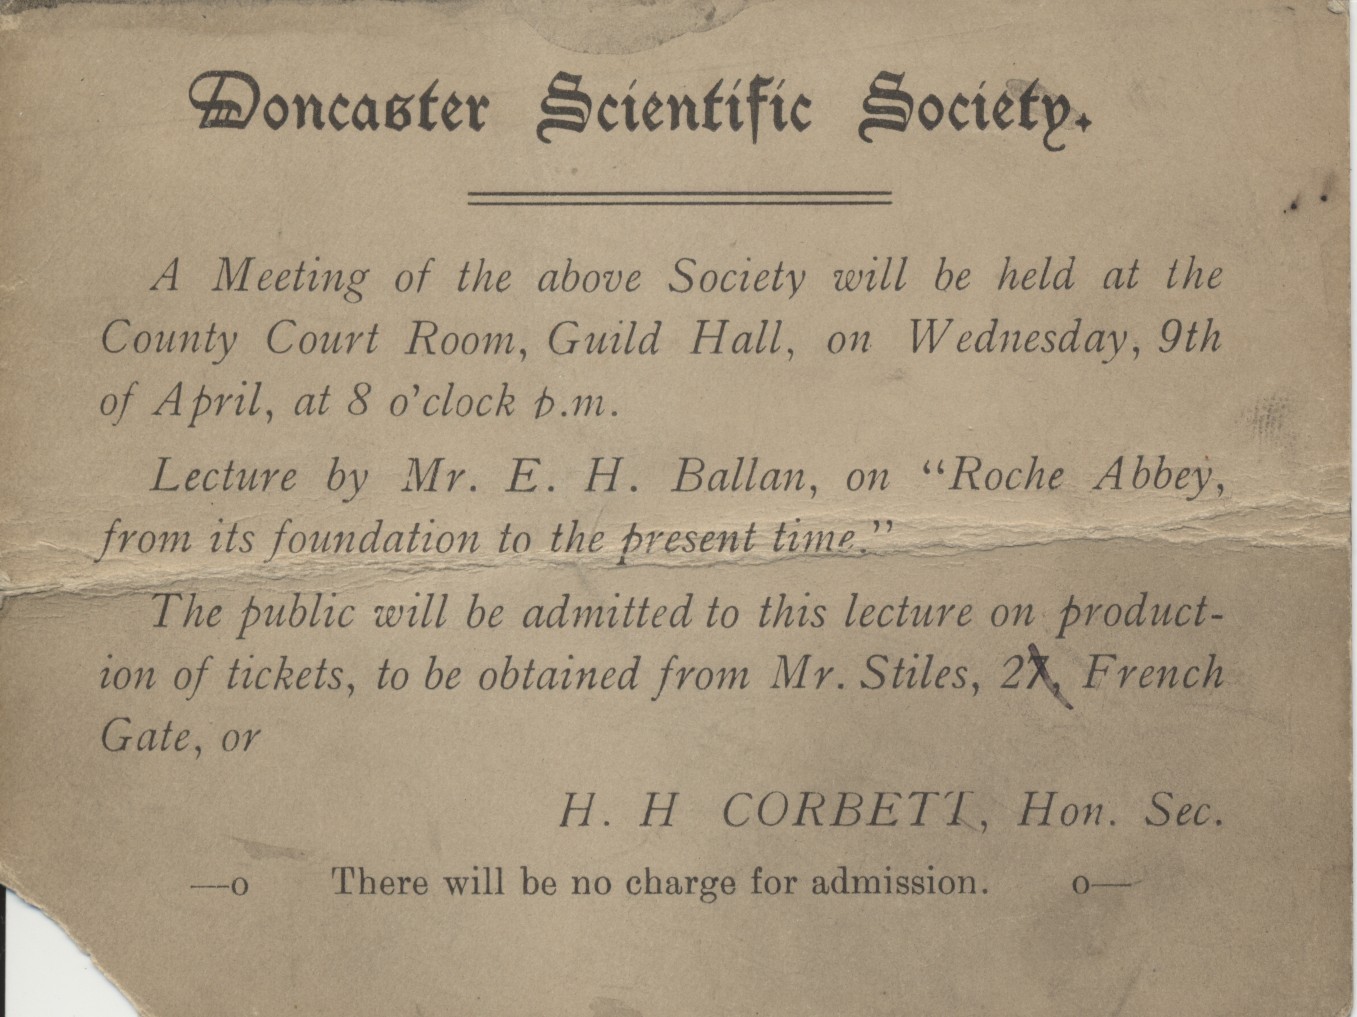 Doncaster Scientific Society.
A Meeting of the above Society will be held at the
County Court Room, Guild Hall, on Wednesday, 9th
of April, at 8 o'clock p.m.
Lecture by Mr. E. H. Ballan, on “Roche Abbey,
from its foundation to the present time.”
The public will be admitted to this lecture on product-
ion of tickets, to be obtained from Mr. Stiles, 27, French
Gate, or
H. H CORBETT, Hon. Sec.
—o There will be no charge for admission. o—